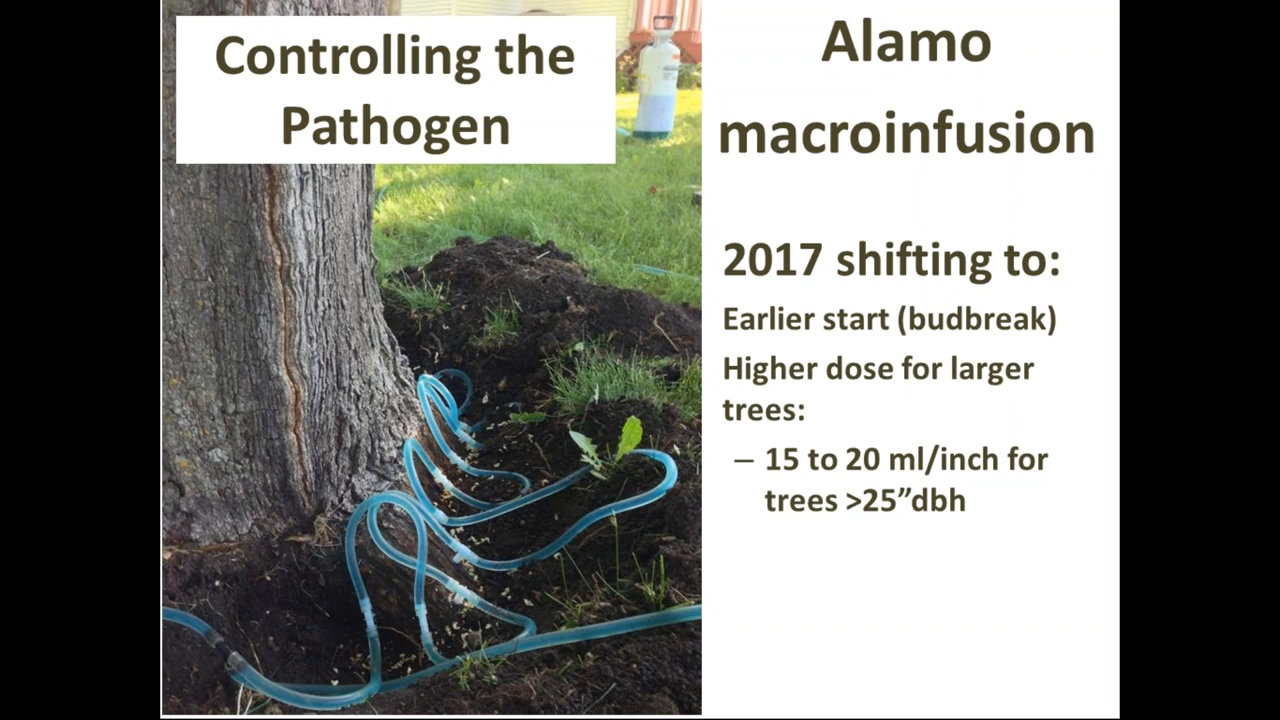 Controlling the
Pathogen
Alamo
macroinfusion
2017 shifting to:
Earlier start (budbreak)
Higher dose for larger
trees:
– 15 to 20 ml/inch for
trees >25”dbh